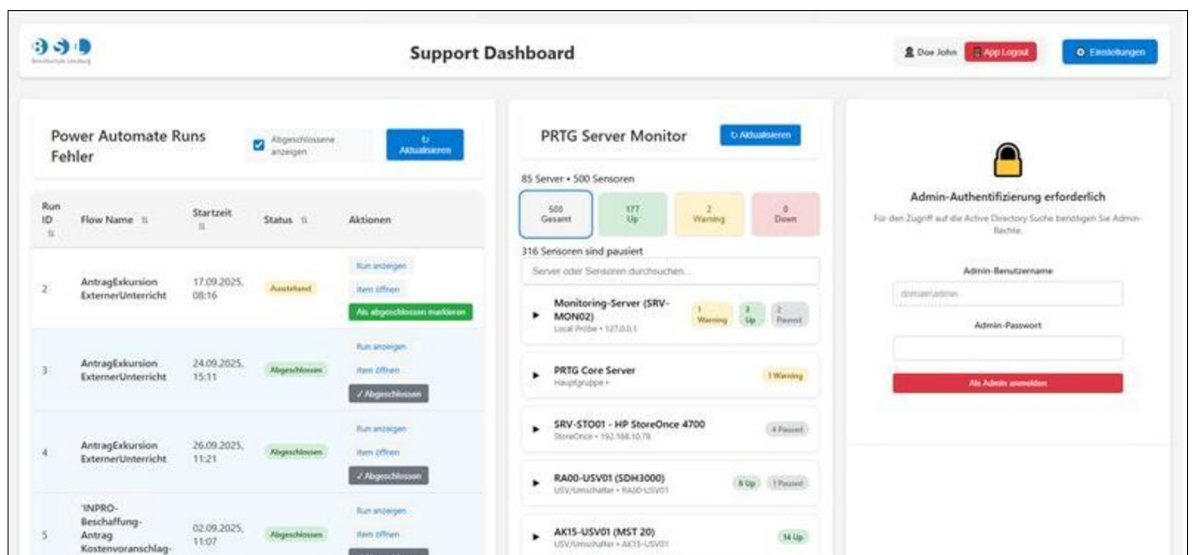 BSL
Berufsschule Lenzburg
Support Dashboard
Doe John
App Logout
Einstellungen
Power Automate Runs
Fehler
Abgeschlossene
anzeigen
↻
Aktualisieren
Run
ID
Flow Name
Startzeit
Status
Aktionen
2
AntragExkursion
ExternerUnterricht
17.09.2025,
08:16
Ausstehend
Run anzeigen
Item öffnen
Als abgeschlossen markieren
3
AntragExkursion
ExternerUnterricht
24.09.2025,
15:11
Abgeschlossen
Run anzeigen
Item öffnen
✓ Abgeschlossen
4
AntragExkursion
ExternerUnterricht
26.09.2025,
11:21
Abgeschlossen
Run anzeigen
Item öffnen
✓ Abgeschlossen
5
'INPRO-
Beschaffung-
Antrag
Kostenvoranschlag-
02.09.2025,
11:07
Abgeschlossen
Run anzeigen
Item öffnen
PRTG Server Monitor
↻ Aktualisieren
85 Server • 500 Sensoren
500
Gesamt
177
Up
2
Warning
0
Down
316 Sensoren sind pausiert
Server oder Sensoren durchsuchen...
▶ Monitoring-Server (SRV-
MON02)
Local Probe • 127.0.0.1
1
Warning
3
Up
2
Paused
▶ PRTG Core Server
Hauptgruppe •
1 Warning
▶ SRV-STO01 - HP StoreOnce 4700
StoreOnce • 192.168.10.78
4 Paused
▶ RA00-USV01 (SDH3000)
USV/Umschalter • RA00-USV01
8 Up
1 Paused
▶ AK15-USV01 (MST 20)
USV/Umschalter • AK15-USV01
14 Up
Admin-Authentifizierung erforderlich
Für den Zugriff auf die Active Directory Suche benötigen Sie Admin-
Rechte.
Admin-Benutzername
domain\admin
Admin-Passwort
Als Admin anmelden